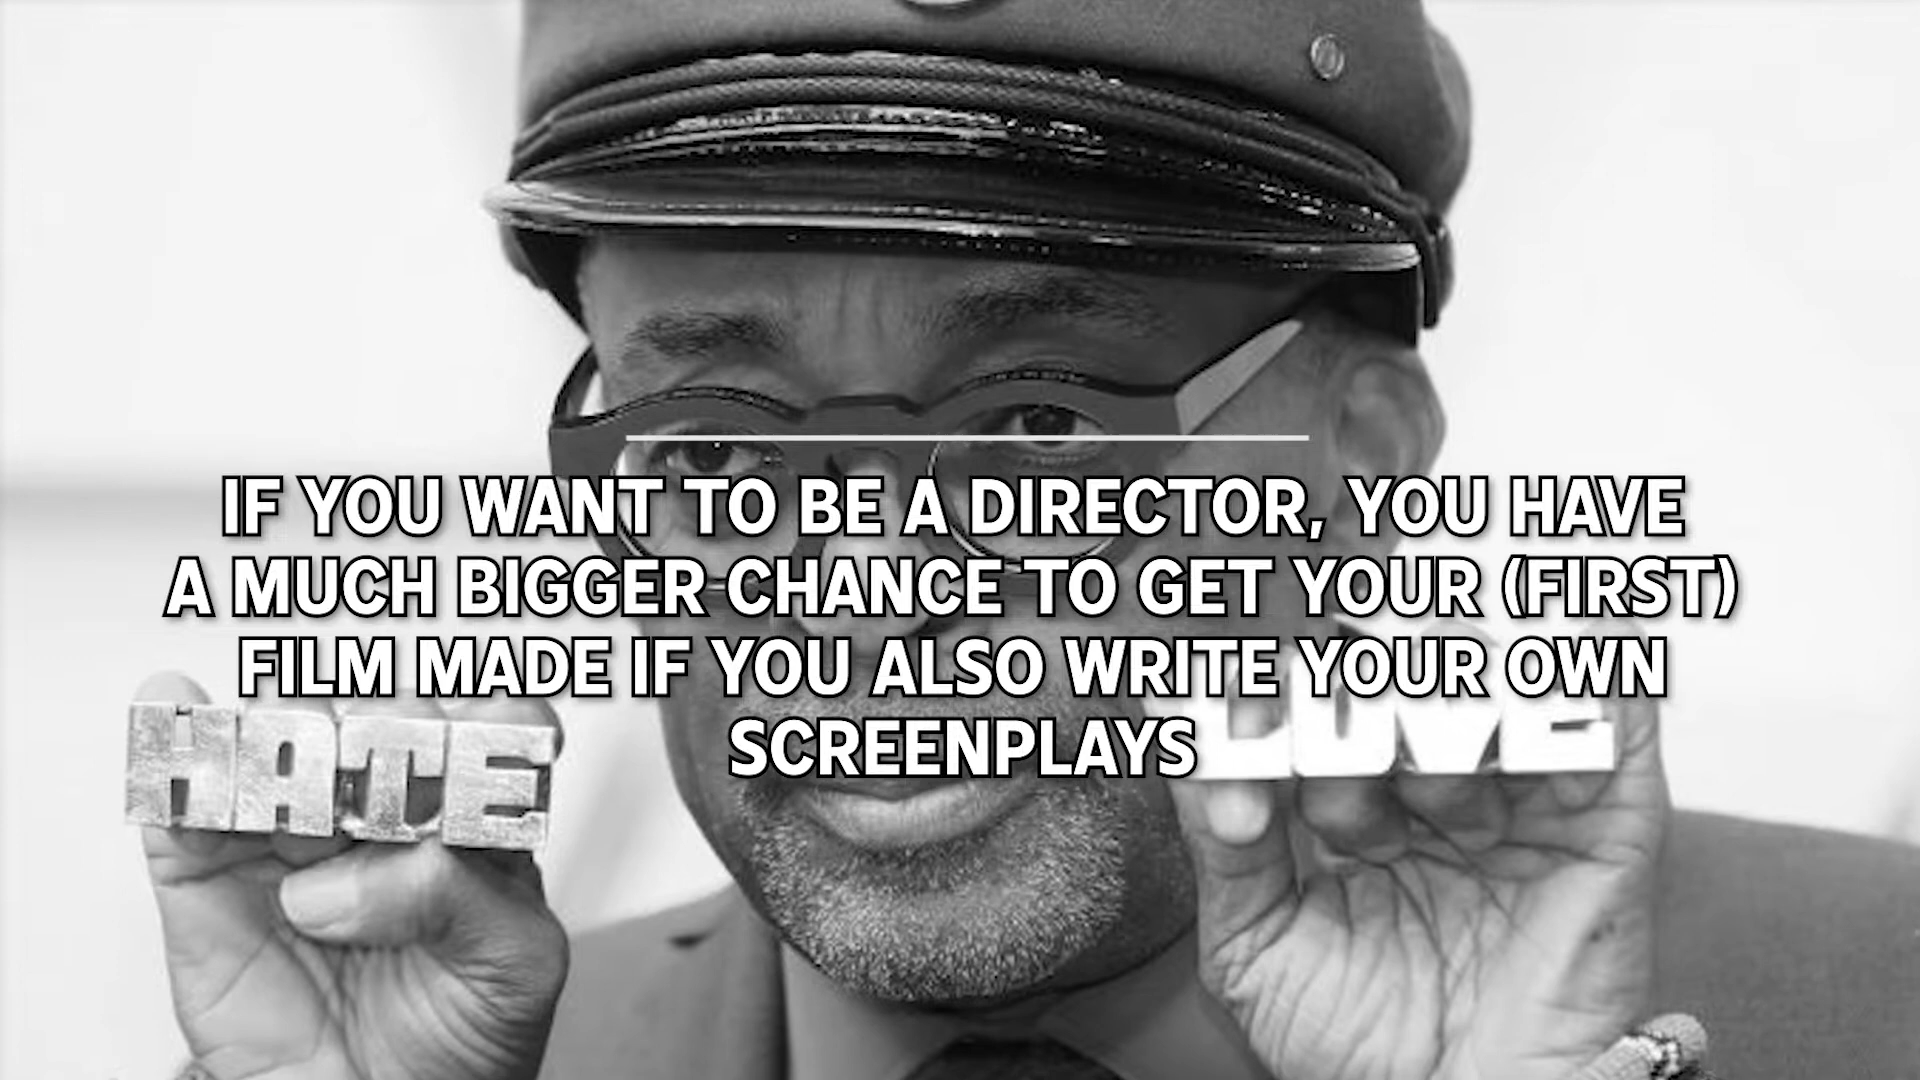 IF YOU WANT TO BE A DIRECTOR, YOU HAVE
A MUCH BIGGER CHANCE TO GET YOUR (FIRST)
FILM MADE IF YOU ALSO WRITE YOUR OWN
SCREENPLAYS
HATE
LOVE